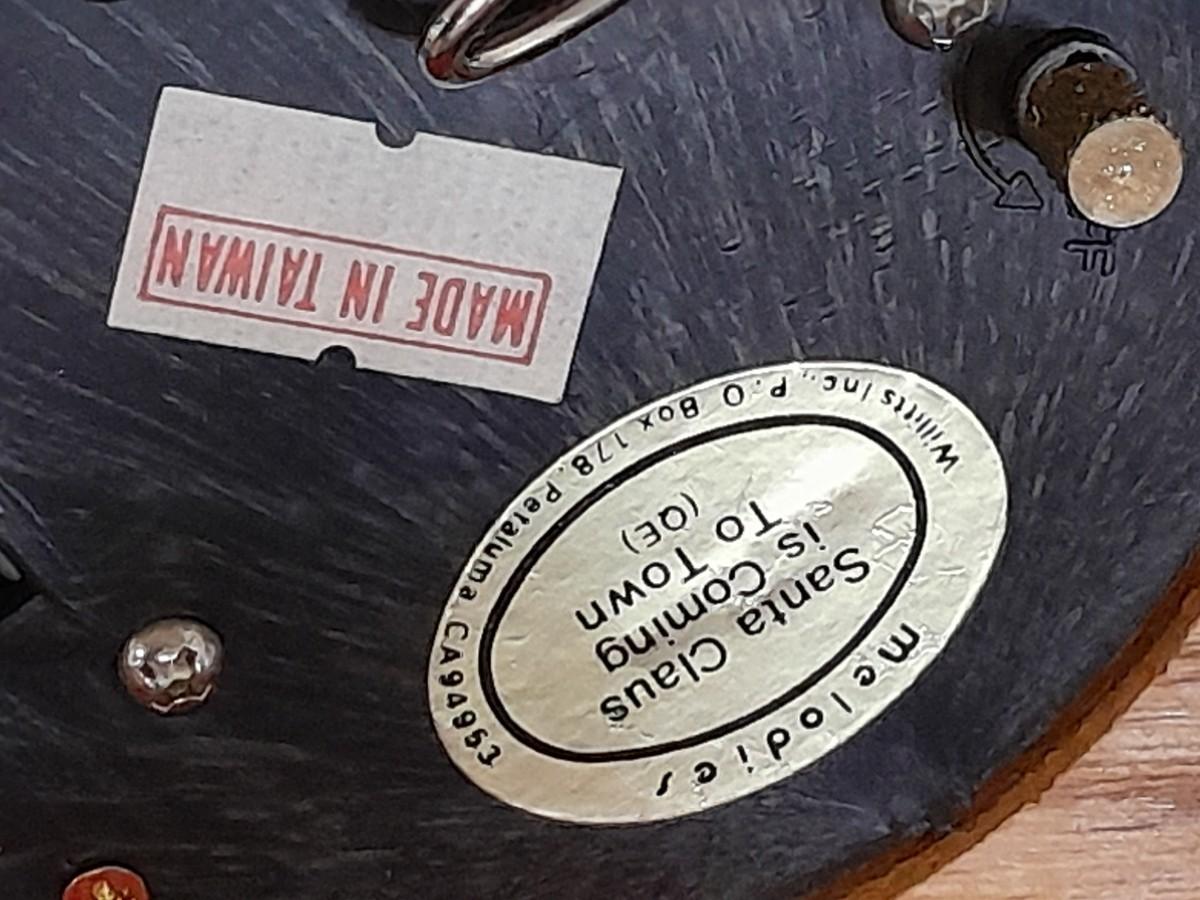 melodies
Santa Claus
is Coming
To Town
(QE)
Willitts Inc., P.O Box 178, Petaluma CA94953
MADE IN TAIWAN